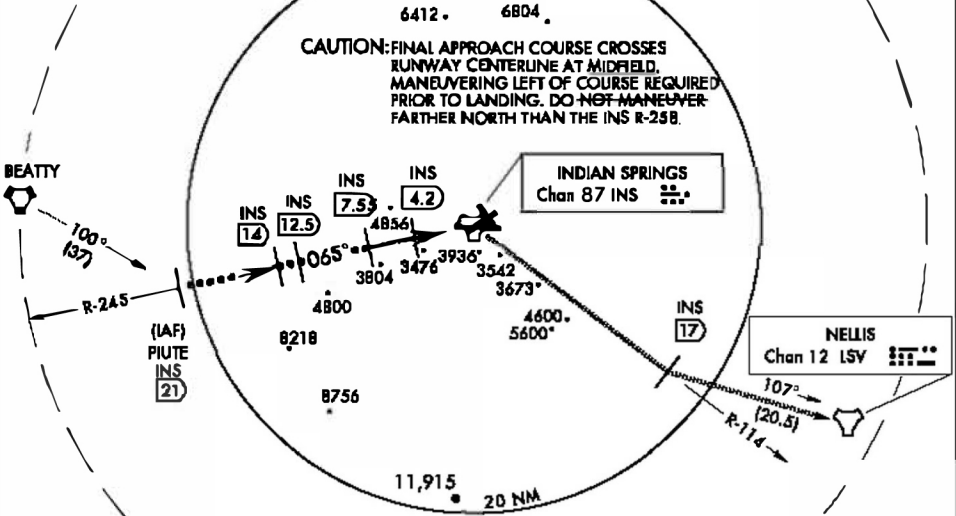 6412
6804
CAUTION: FINAL APPROACH COURSE CROSSES
RUNWAY CENTERLINE AT MIDFIELD.
MANEUVERING LEFT OF COURSE REQUIRED
PRIOR TO LANDING. DO NOT MANEUVER
FARTHER NORTH THAN THE INS R-258.
BEATTY
100°
(37)
R-245
(IAF)
PIUTE
INS
21
INS
14
INS
12.5
INS
7.55
INS
4.2
065°
4856
3804
3476
3936
3542
3673
4600
5600
4800
8218
8756
INDIAN SPRINGS
Chan 87 INS
INS
17
NELLIS
Chan 12 LSV
107°
(20.5)
R-114
11,915
20 NM